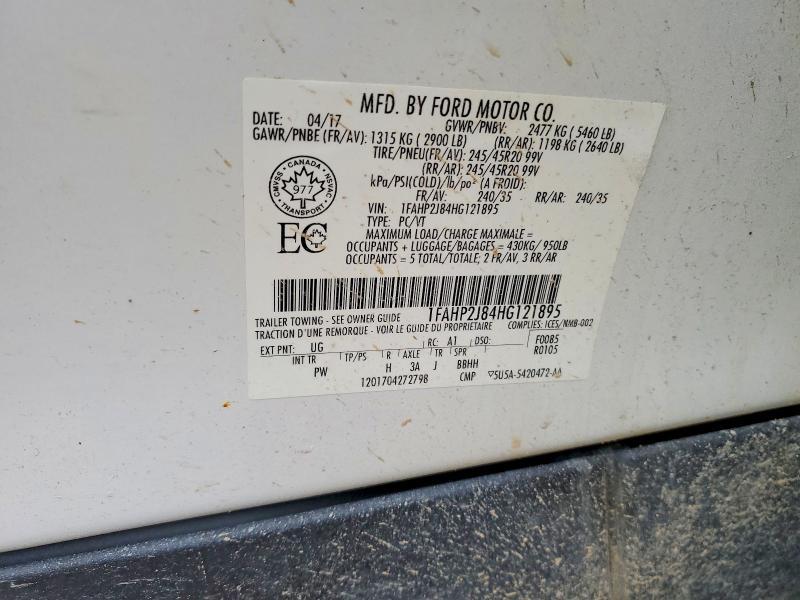 MFD. BY FORD MOTOR CO.
DATE: 04/17 GVWR/PNBV: 2477 KG ( 5460 LB)
GAWR/PNBE (FR/AV): 1315 KG ( 2900 LB) (RR/AR): 1198 KG ( 2640 LB)
TIRE/PNEU(FR/AV): 245/45R20 99V
(RR/AR): 245/45R20 99V
kPa/PSI(COLD)/lb/po² (A FROID):
FR/AV: 240/35 RR/AR: 240/35
CMVSS · CANADA · NSVAC
977
TRANSPORT
VIN: 1FAHP2J84HG121895
TYPE: PC/VT
EC
MAXIMUM LOAD/CHARGE MAXIMALE =
OCCUPANTS + LUGGAGE/BAGAGES = 430KG/ 950LB
OCCUPANTS = 5 TOTAL/TOTALE; 2 FR/AV, 3 RR/AR
1FAHP2J84HG121895
TRAILER TOWING - SEE OWNER GUIDE
TRACTION D'UNE REMORQUE - VOIR LE GUIDE DU PROPRIETAIRE COMPLIES: ICES/NMB-002
EXT PNT: UG RC: A1 DSO: F0085
INT TR TP/PS R AXLE TR SPR R0105
PW H 3A J BBHH
1201704272798 CMP ▽5U5A-5420472-AA